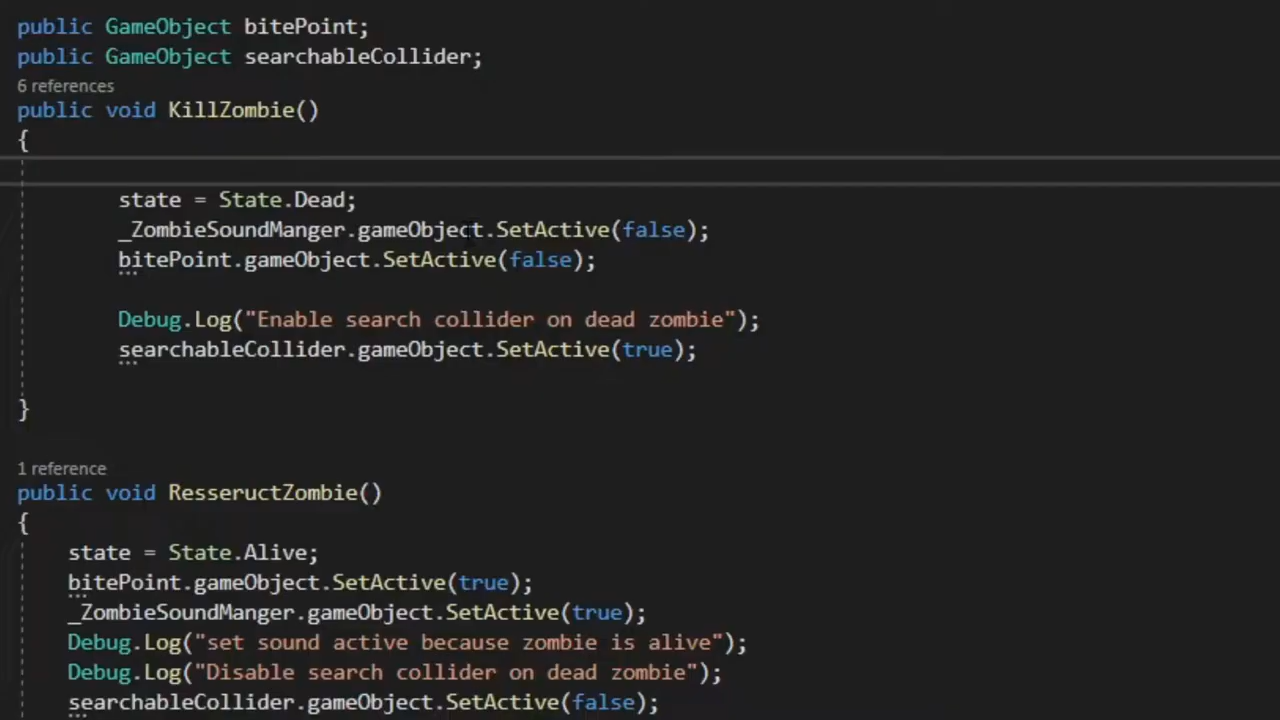 public GameObject bitePoint;
public GameObject searchableCollider;
6 references
public void KillZombie()
{
state = State.Dead;
_ZombieSoundManger.gameObject.SetActive(false);
bitePoint.gameObject.SetActive(false);
Debug.Log("Enable search collider on dead zombie");
searchableCollider.gameObject.SetActive(true);
}
1 reference
public void ResseructZombie()
{
state = State.Alive;
bitePoint.gameObject.SetActive(true);
_ZombieSoundManger.gameObject.SetActive(true);
Debug.Log("set sound active because zombie is alive");
Debug.Log("Disable search collider on dead zombie");
searchableCollider.gameObject.SetActive(false);